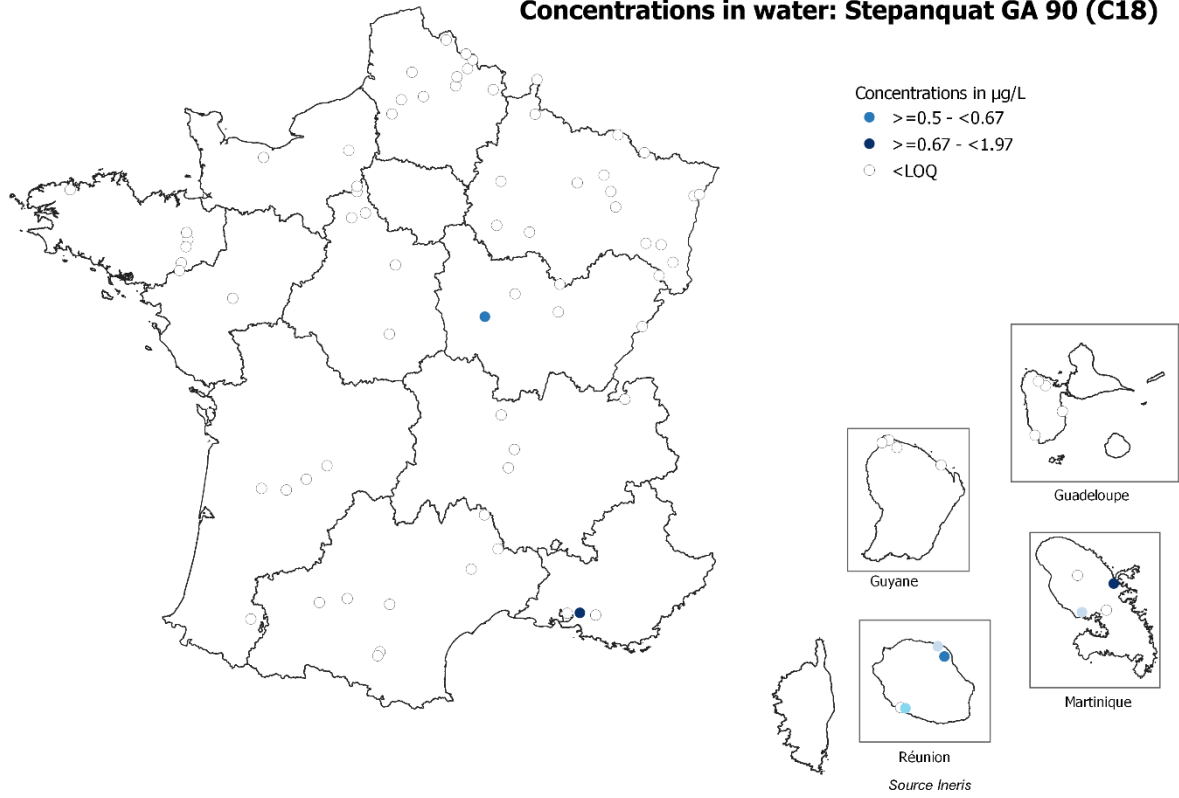 Concentrations in water: Stepanquat GA 90 (C18)
Concentrations in µg/L
>=0.5 - <0.67
>=0.67 - <1.97
<LOQ
Guadeloupe
Guyane
Martinique
Réunion
Source Ineris